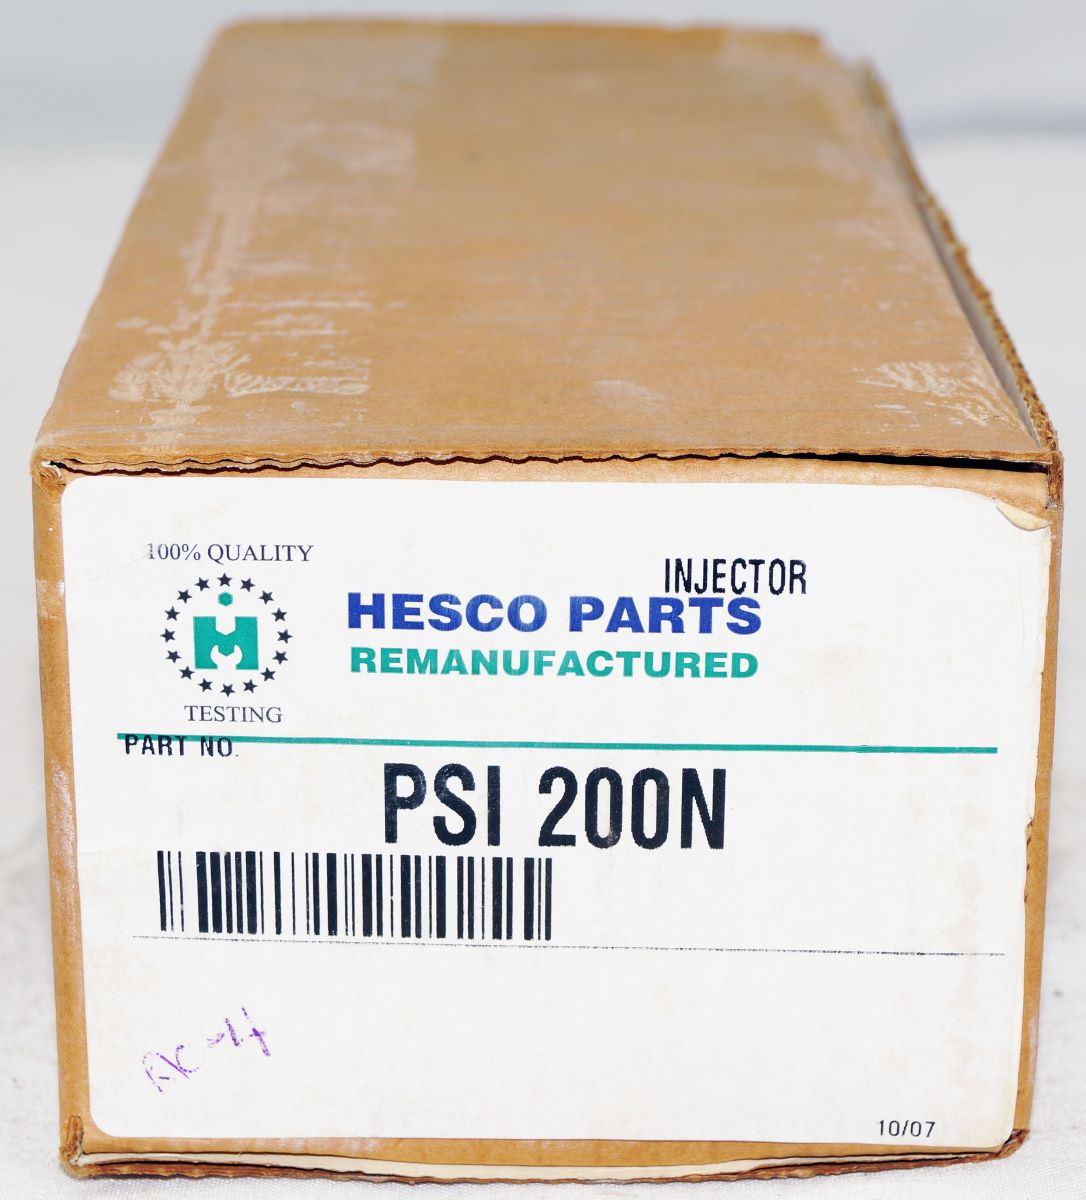 100% QUALITY
TESTING
INJECTOR
HESCO PARTS
REMANUFACTURED
PART NO.
PSI 200N
10/07